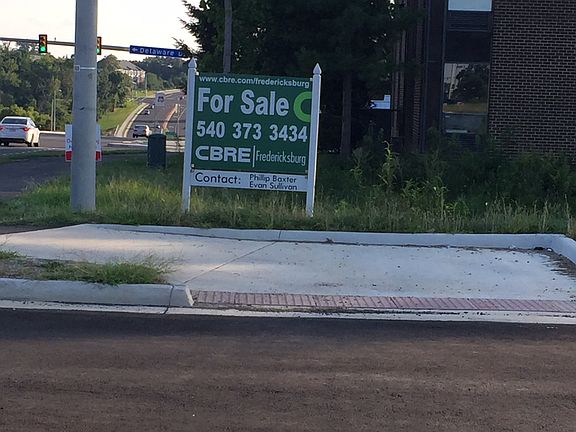 Delaware
www.cbre.com/fredericksburg
For Sale
540 373 3434
CBRE | Fredericksburg
Contact: Phillip Baxter
Evan Sullivan